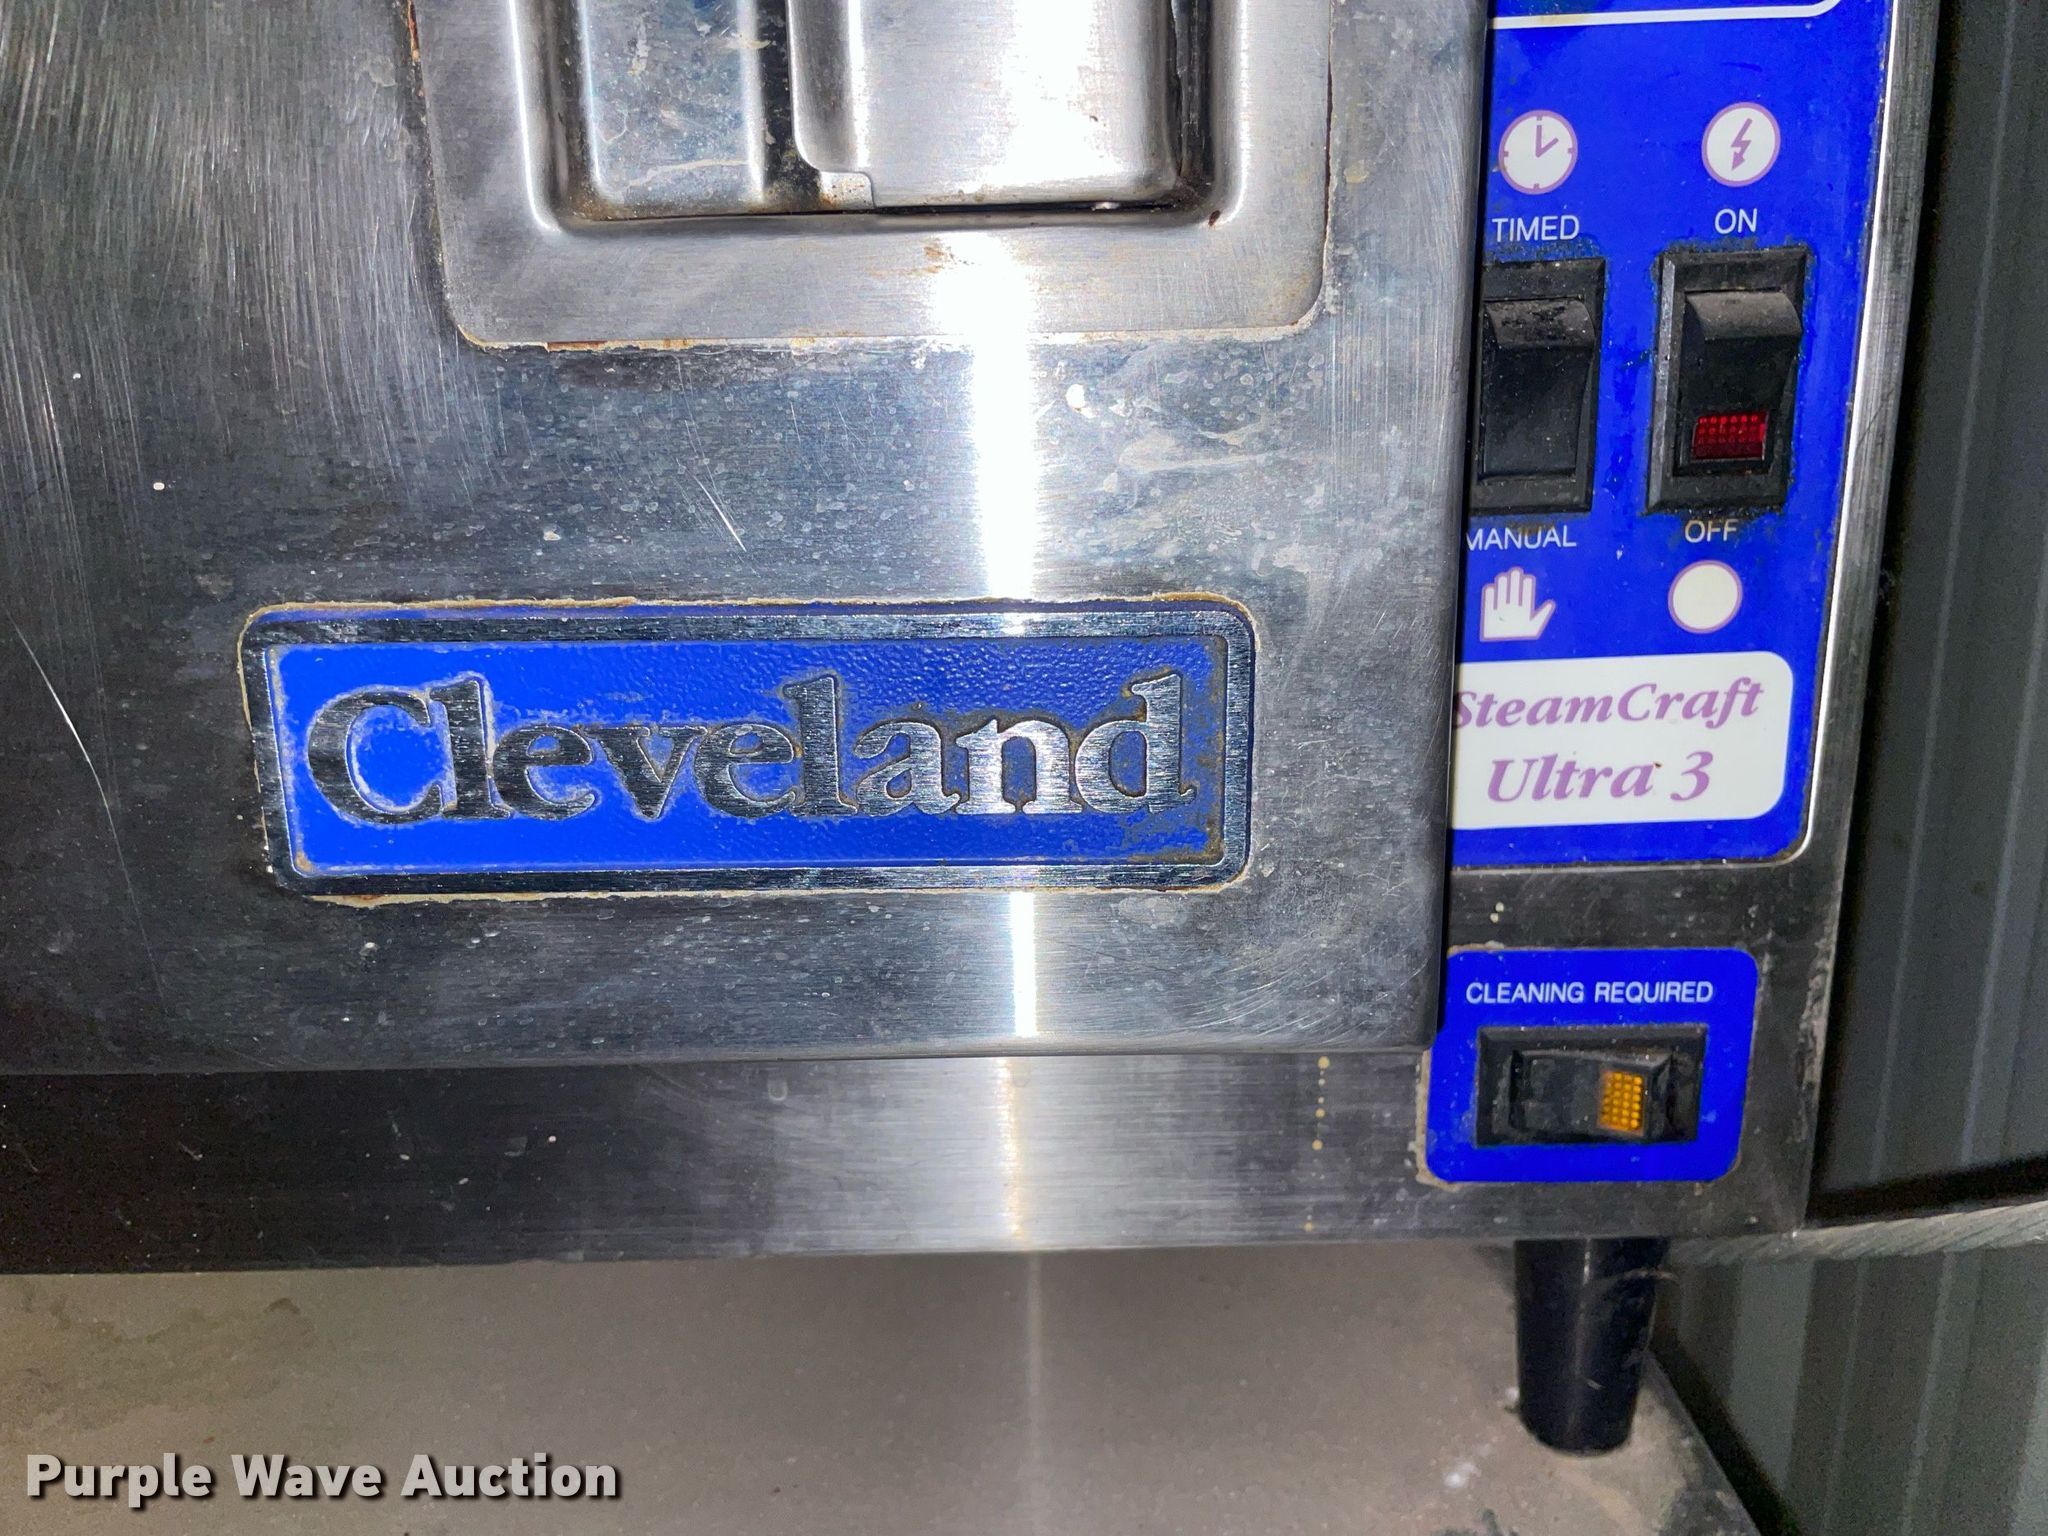 TIMED
ON
MANUAL
OFF
Cleveland
SteamCraft
Ultra 3
CLEANING REQUIRED
Purple Wave Auction